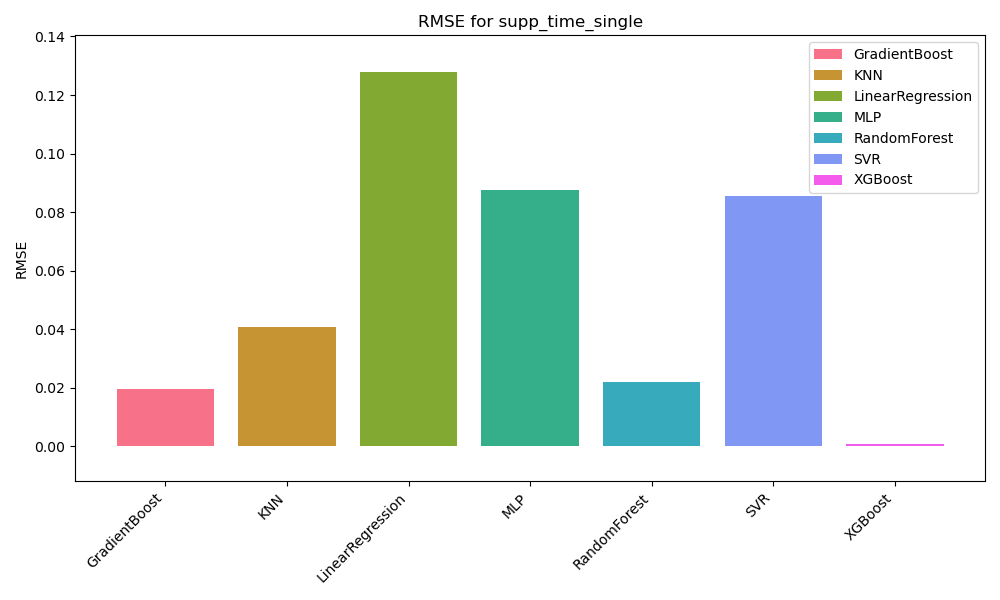 RMSE for supp_time_single
0.14
0.12
0.10
0.08
0.06
0.04
0.02
0.00
RMSE
GradientBoost
KNN
LinearRegression
MLP
RandomForest
SVR
XGBoost
GradientBoost
KNN
LinearRegression
MLP
RandomForest
SVR
XGBoost